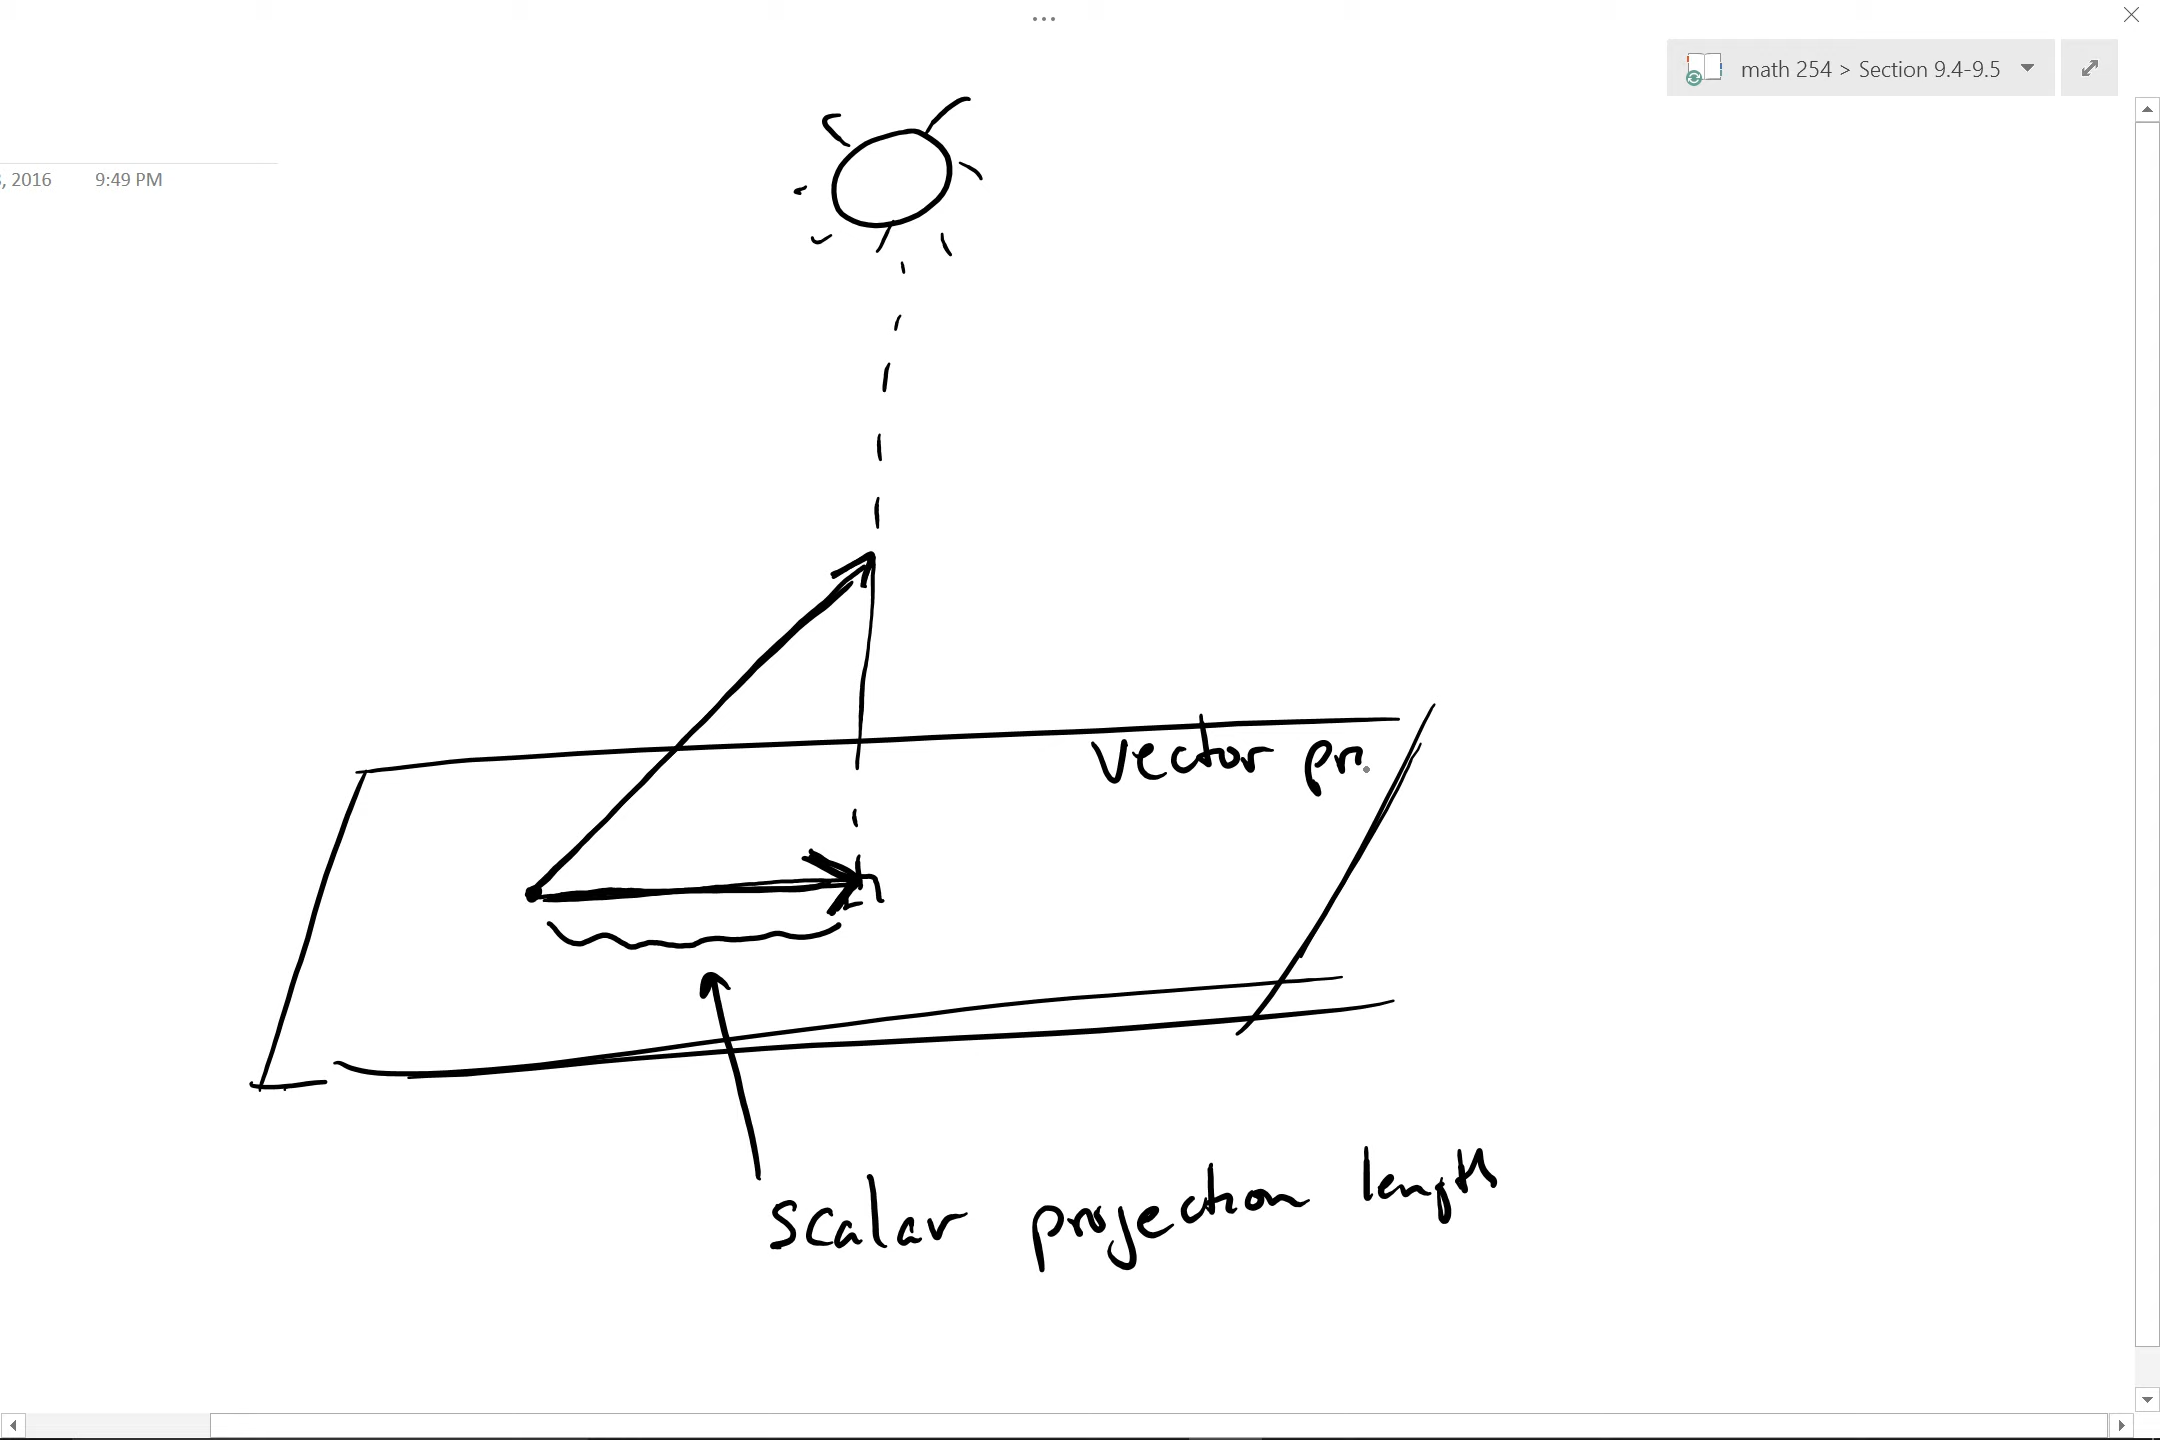 ...
math 254 > Section 9.4-9.5
, 2016 9:49 PM
vector pr
scalar projection length